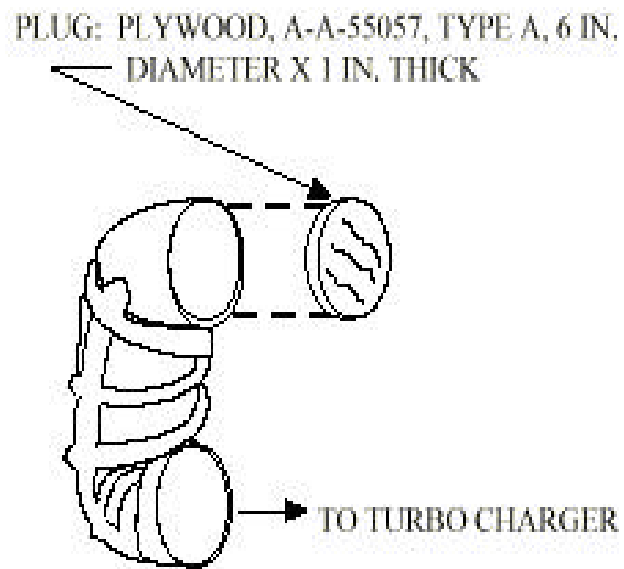 PLUG: PLYWOOD, A-A-55057, TYPE A, 6 IN.
DIAMETER X 1 IN. THICK
TO TURBO CHARGER